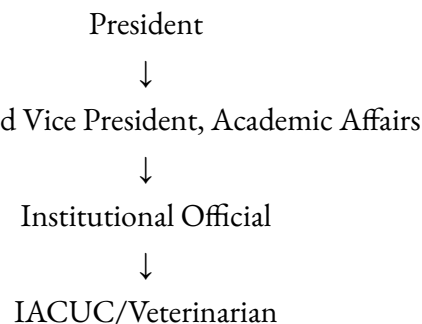 President
↓
d Vice President, Academic Affairs
↓
Institutional Official
↓
IACUC/Veterinarian